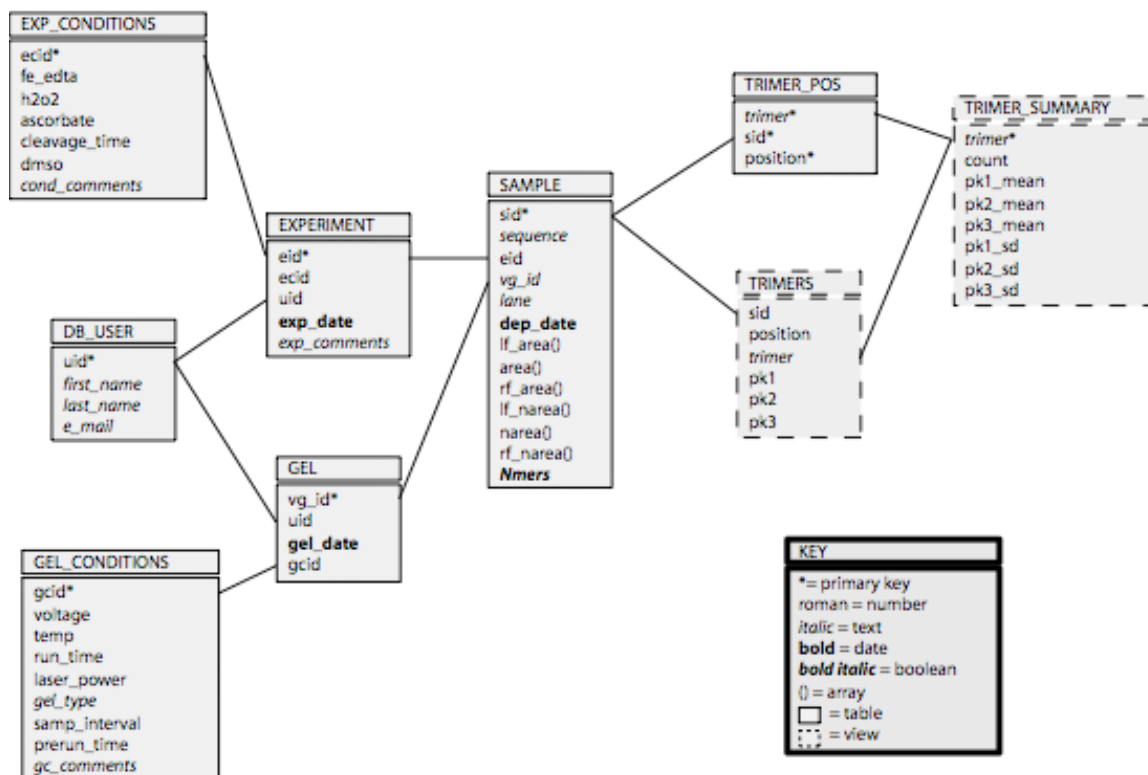 EXP_CONDITIONS
ecid*
fe_edta
h2o2
ascorbate
cleavage_time
dmso
cond_comments
EXPERIMENT
eid*
ecid
uid
exp_date
exp_comments
DB_USER
uid*
first_name
last_name
e_mail
GEL
vg_id*
uid
gel_date
gcid
GEL_CONDITIONS
gcid*
voltage
temp
run_time
laser_power
gel_type
samp_interval
prerun_time
gc_comments
SAMPLE
sid*
sequence
eid
vg_id
lane
dep_date
lf_area()
area()
rf_area()
lf_narea()
narea()
rf_narea()
Nmers
TRIMER_POS
trimer*
sid*
position*
TRIMERS
sid
position
trimer
pk1
pk2
pk3
TRIMER_SUMMARY
trimer*
count
pk1_mean
pk2_mean
pk3_mean
pk1_sd
pk2_sd
pk3_sd
KEY
*= primary key
roman = number
italic = text
bold = date
bold italic = boolean
() = array
= table
= view